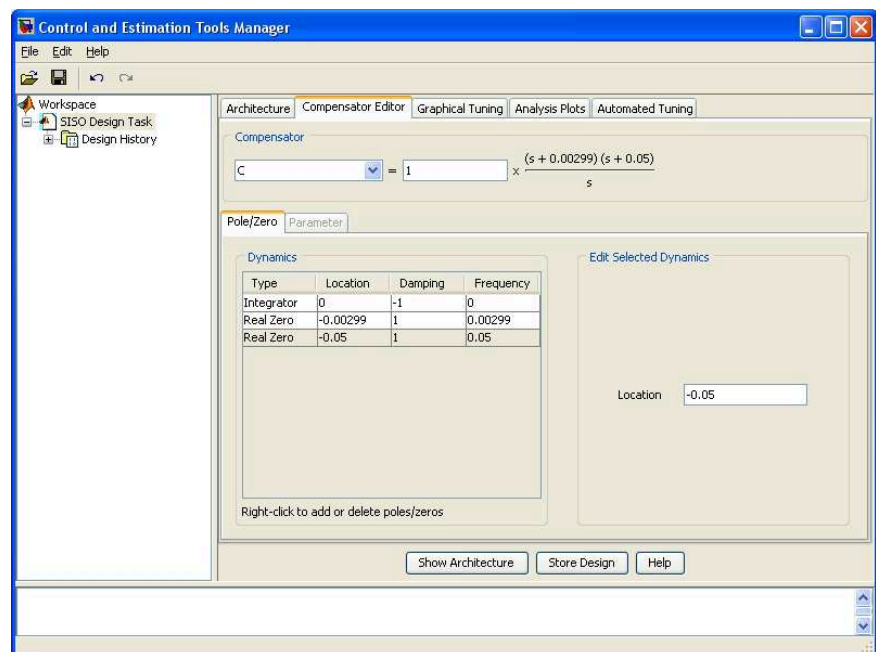 Control and Estimation Tools Manager
File Edit Help
Workspace
SISO Design Task
Design History
Architecture Compensator Editor Graphical Tuning Analysis Plots Automated Tuning
Compensator
C = 1 x (s + 0.00299) (s + 0.05)
s
Pole/Zero Parameter
Dynamics
Type Location Damping Frequency
Integrator 0 -1 0
Real Zero -0.00299 1 0.00299
Real Zero -0.05 1 0.05
Right-click to add or delete poles/zeros
Edit Selected Dynamics
Location -0.05
Show Architecture Store Design Help